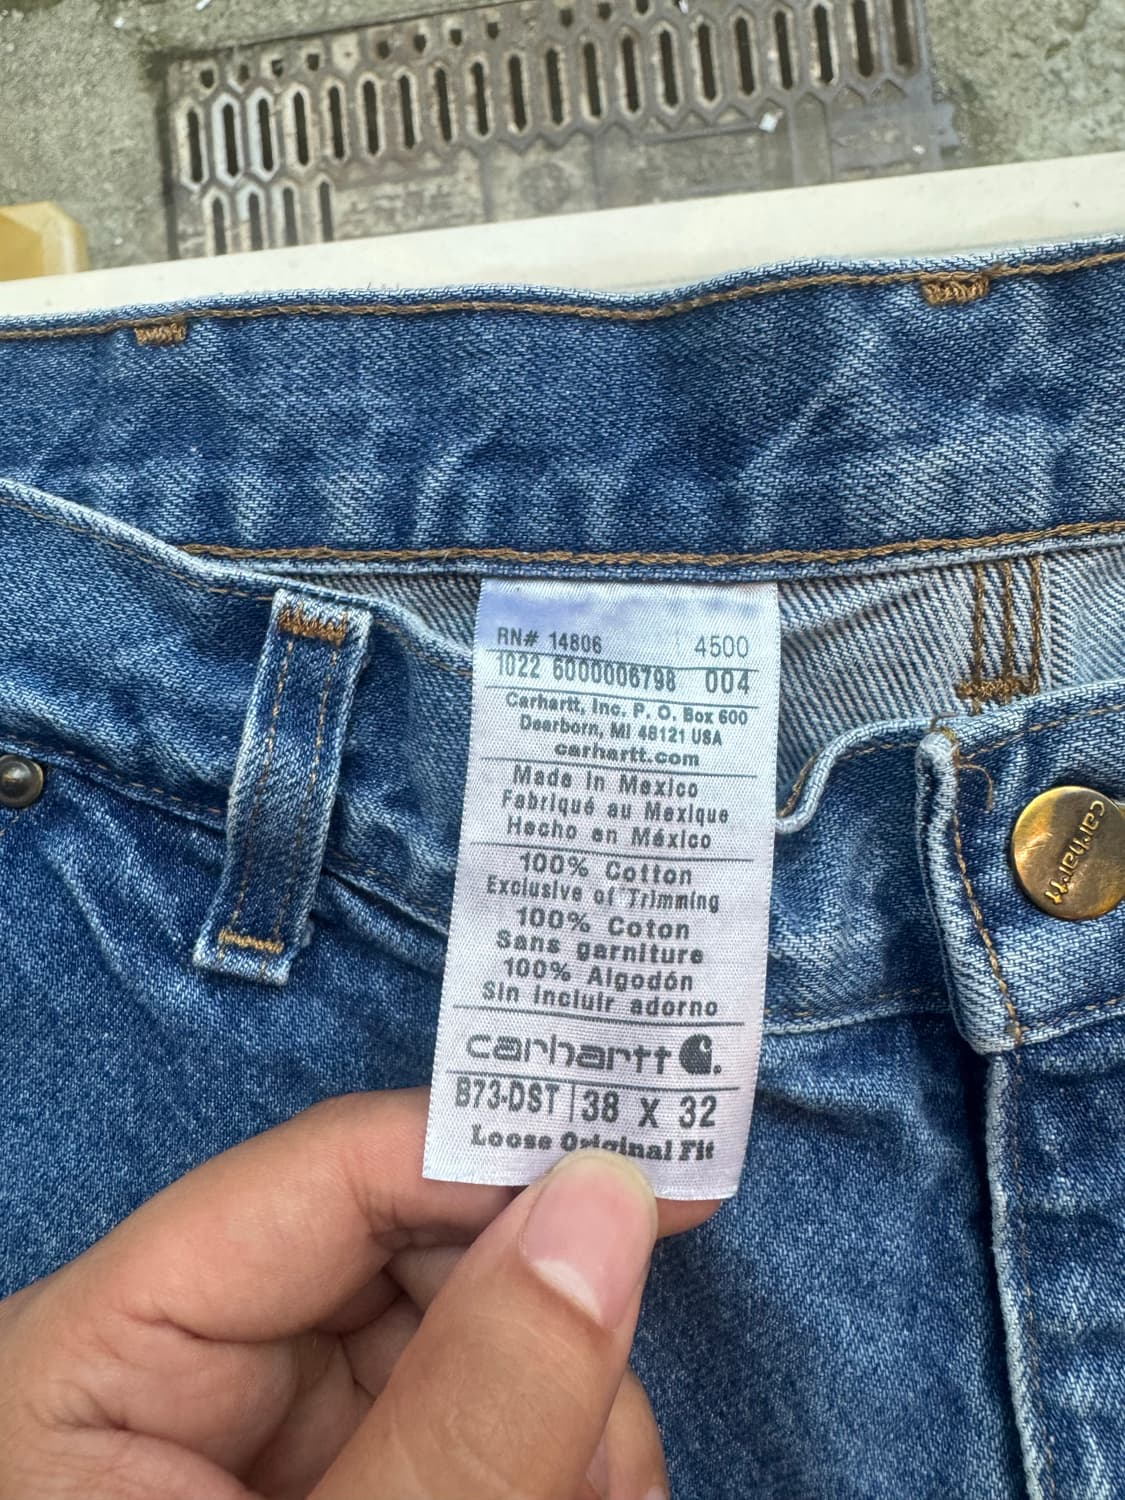 RN# 14806 4500
1022 6000006798 004
Carhartt, Inc. P. O. Box 600
Dearborn, MI 48121 USA
carhartt.com
Made in Mexico
Fabriqué au Mexique
Hecho en México
100% Cotton
Exclusive of Trimming
100% Coton
Sans garniture
100% Algodón
Sin incluir adorno
carhartt
B73-DST | 38 X 32
Loose Original Fit
carhartt